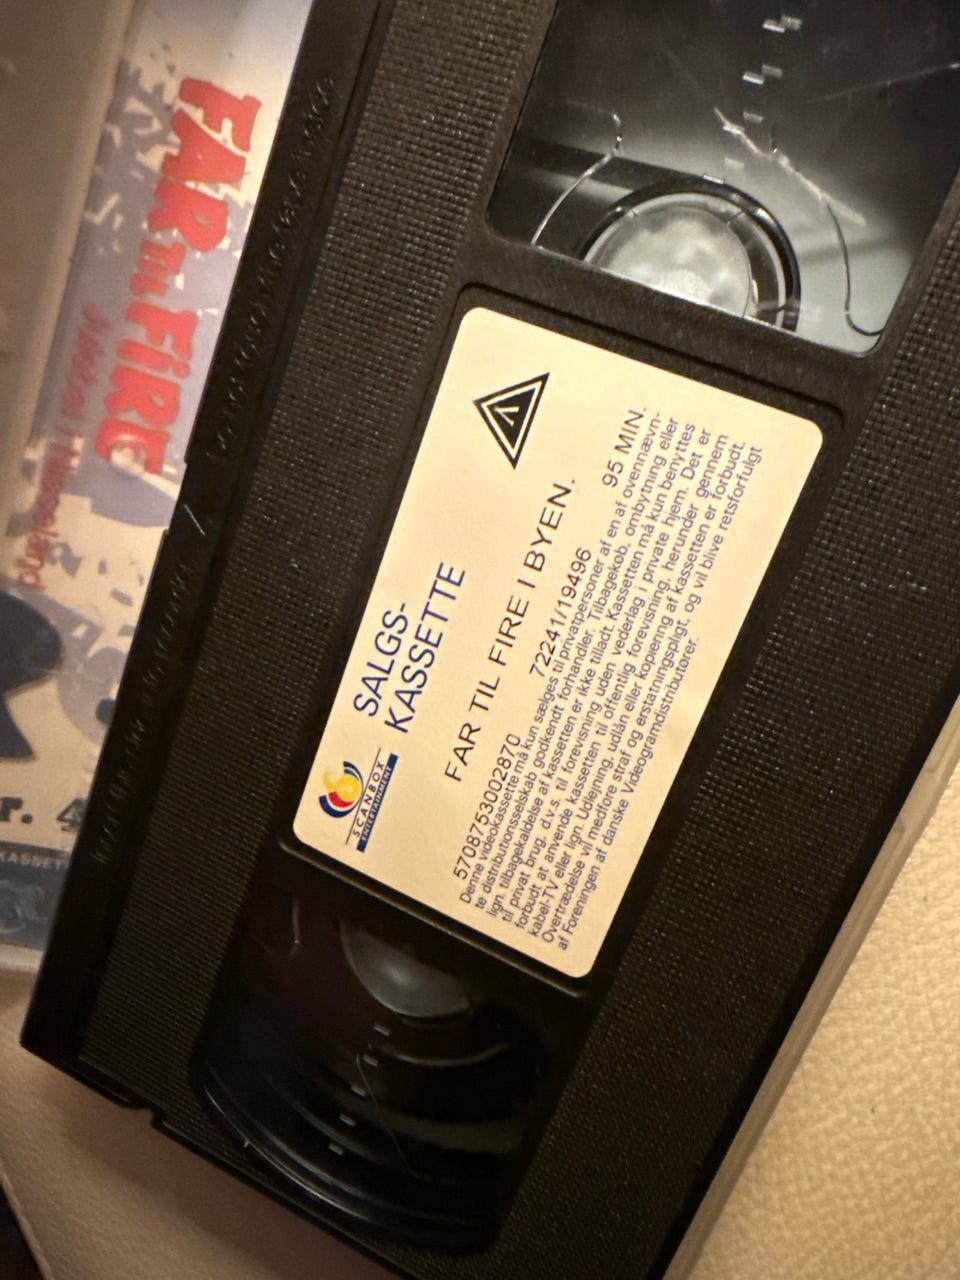 FAR til FiRE
Jylstrel i Nisseland
SCANBOX
ENTERTAINMENT
SALGS-
KASSETTE
FAR TIL FIRE I BYEN.
5708753002870 72241/19496 95 MIN.
Denne videokassette må kun sælges til privatpersoner af en af ovennævn-
te distributionsselskab godkendt forhandler. Tilbagekøb, ombytning eller
lign. tilbagekaldelse af kassetten er ikke tilladt. Kassetten må kun benyttes
til privat brug, d.v.s. til forevisning uden vederlag i private hjem. Det er
forbudt at anvende kassetten til offentlig forevisning, herunder gennem
kabel-TV eller lign. Udlejning, udlån eller kopiering af kassetten er forbudt.
Overtrædelse vil medføre straf og erstatningspligt, og vil blive retsforfulgt
af Foreningen af danske Videogramdistributører.